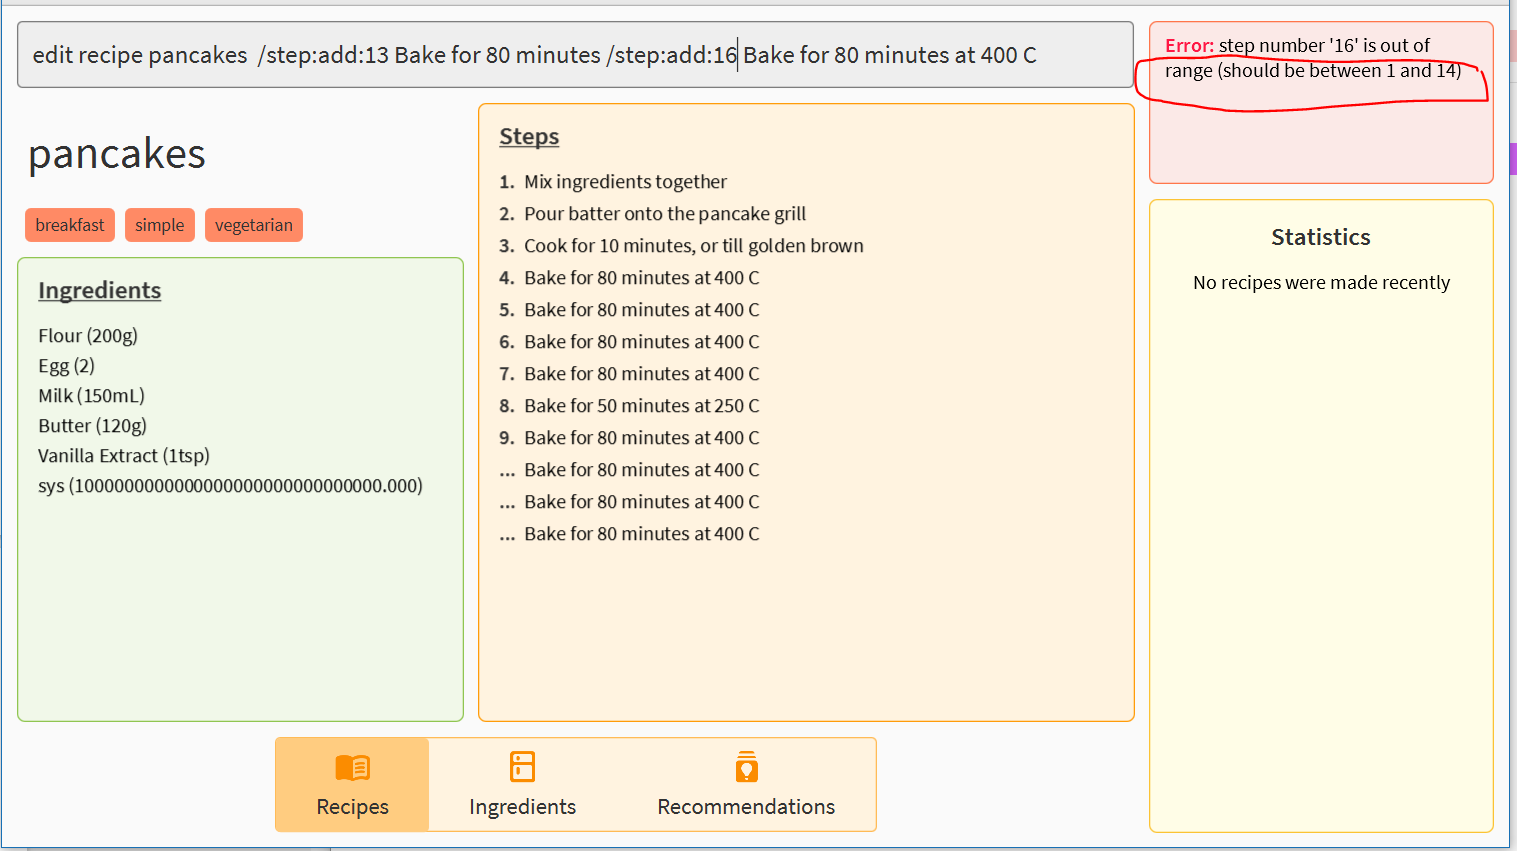 edit recipe pancakes /step:add:13 Bake for 80 minutes /step:add:16 Bake for 80 minutes at 400 C
Error: step number '16' is out of
range (should be between 1 and 14)
pancakes
breakfast simple vegetarian
Ingredients
Flour (200g)
Egg (2)
Milk (150mL)
Butter (120g)
Vanilla Extract (1tsp)
Steps
1. Mix ingredients together
2. Pour batter onto the pancake grill
3. Cook for 10 minutes, or till golden brown
4. Bake for 80 minutes at 400 C
5. Bake for 80 minutes at 400 C
6. Bake for 80 minutes at 400 C
7. Bake for 80 minutes at 400 C
8. Bake for 50 minutes at 250 C
9. Bake for 80 minutes at 400 C
... Bake for 80 minutes at 400 C
... Bake for 80 minutes at 400 C
... Bake for 80 minutes at 400 C
Statistics
No recipes were made recently
Recipes
Ingredients
Recommendations